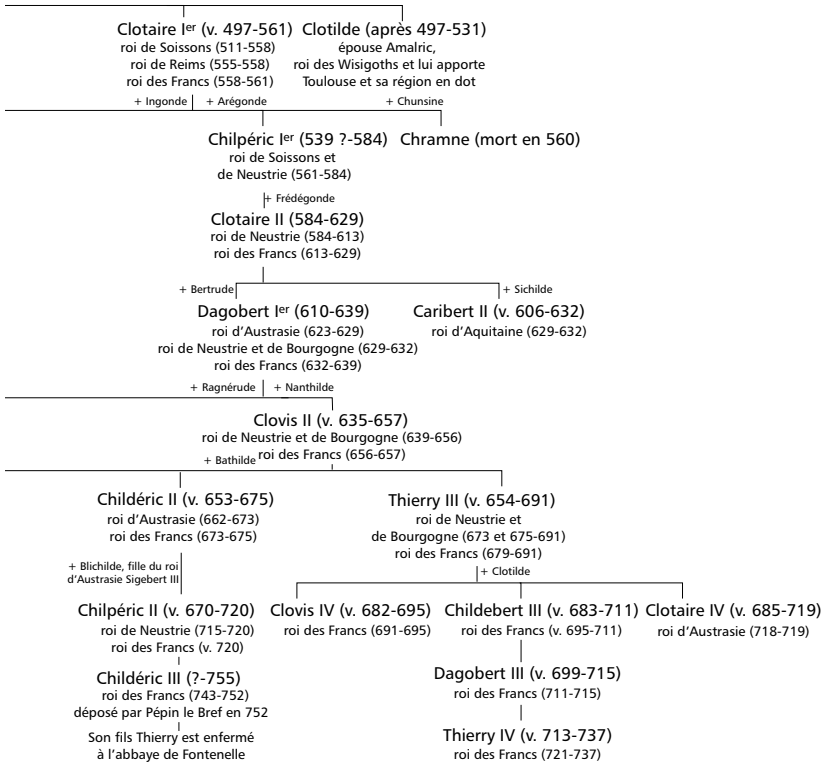 Clotaire Iᵉʳ (v. 497-561)
roi de Soissons (511-558)
roi de Reims (555-558)
roi des Francs (558-561)
Clotilde (après 497-531)
épouse Amalric,
roi des Wisigoths et lui apporte
Toulouse et sa région en dot
+ Ingonde
+ Arégonde
+ Chunsine
Chilpéric Iᵉʳ (539 ?-584)
roi de Soissons et
de Neustrie (561-584)
Chramne (mort en 560)
+ Frédégonde
Clotaire II (584-629)
roi de Neustrie (584-613)
roi des Francs (613-629)
+ Bertrude
+ Sichilde
Dagobert Iᵉʳ (610-639)
roi d’Austrasie (623-629)
roi de Neustrie et de Bourgogne (629-632)
roi des Francs (632-639)
Caribert II (v. 606-632)
roi d’Aquitaine (629-632)
+ Ragnérude
+ Nanthilde
Clovis II (v. 635-657)
roi de Neustrie et de Bourgogne (639-656)
roi des Francs (656-657)
+ Bathilde
Childéric II (v. 653-675)
roi d’Austrasie (662-673)
roi des Francs (673-675)
Thierry III (v. 654-691)
roi de Neustrie et
de Bourgogne (673 et 675-691)
roi des Francs (679-691)
+ Blichilde, fille du roi
d’Austrasie Sigebert III
+ Clotilde
Chilpéric II (v. 670-720)
roi de Neustrie (715-720)
roi des Francs (v. 720)
Clovis IV (v. 682-695)
roi des Francs (691-695)
Childebert III (v. 683-711)
roi des Francs (v. 695-711)
Clotaire IV (v. 685-719)
roi d’Austrasie (718-719)
Childéric III (?-755)
roi des Francs (743-752)
déposé par Pépin le Bref en 752
Dagobert III (v. 699-715)
roi des Francs (711-715)
Son fils Thierry est enfermé
à l’abbaye de Fontenelle
Thierry IV (v. 713-737)
roi des Francs (721-737)